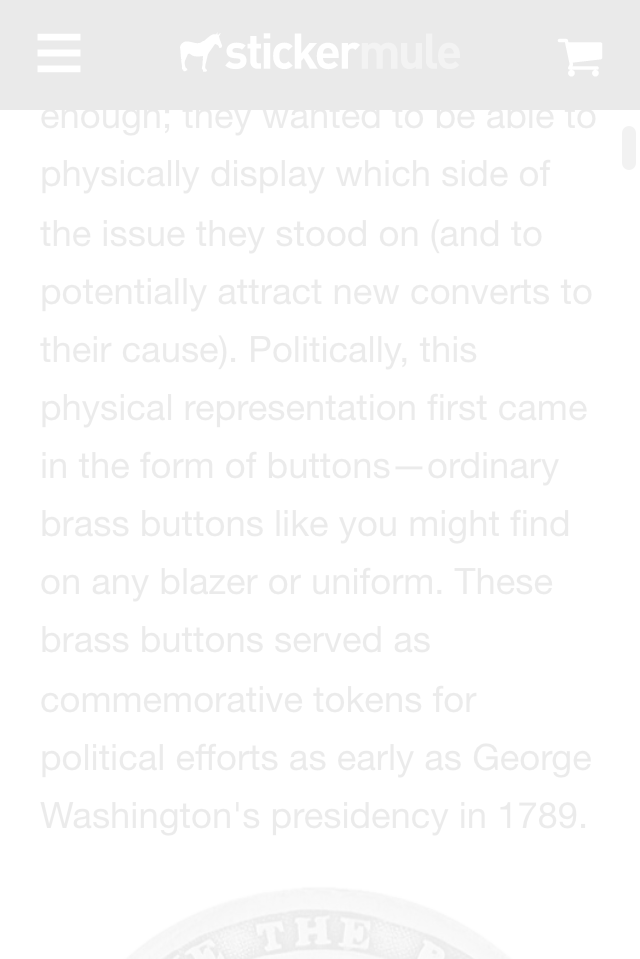 stickermule
enough; they wanted to be able to
physically display which side of
the issue they stood on (and to
potentially attract new converts to
their cause). Politically, this
physical representation first came
in the form of buttons—ordinary
brass buttons like you might find
on any blazer or uniform. These
brass buttons served as
commemorative tokens for
political efforts as early as George
Washington's presidency in 1789.
THE